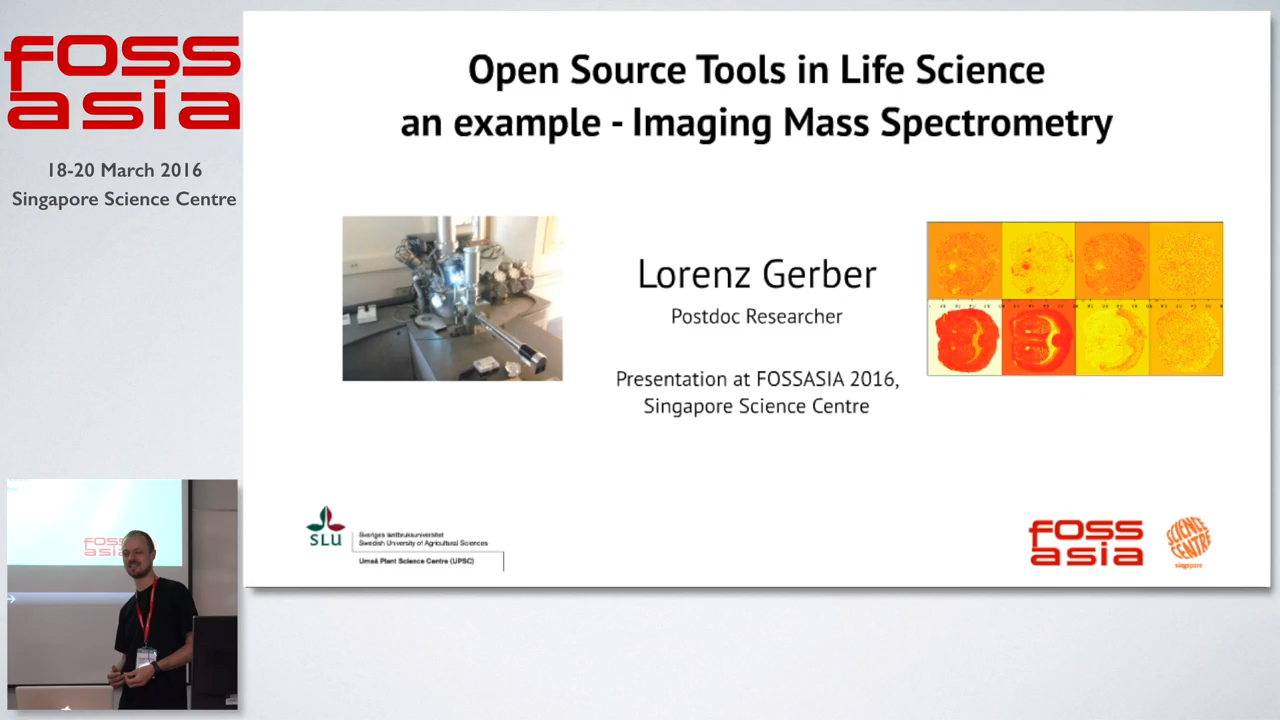 foss
asia
18-20 March 2016
Singapore Science Centre
Open Source Tools in Life Science
an example - Imaging Mass Spectrometry
Lorenz Gerber
Postdoc Researcher
Presentation at FOSSASIA 2016,
Singapore Science Centre
SLU
Sveriges lantbruksuniversitet
Swedish University of Agricultural Sciences
Umeå Plant Science Centre (UPSC)
foss
asia
SCIENCE
CENTRE
singapore
foss
asia